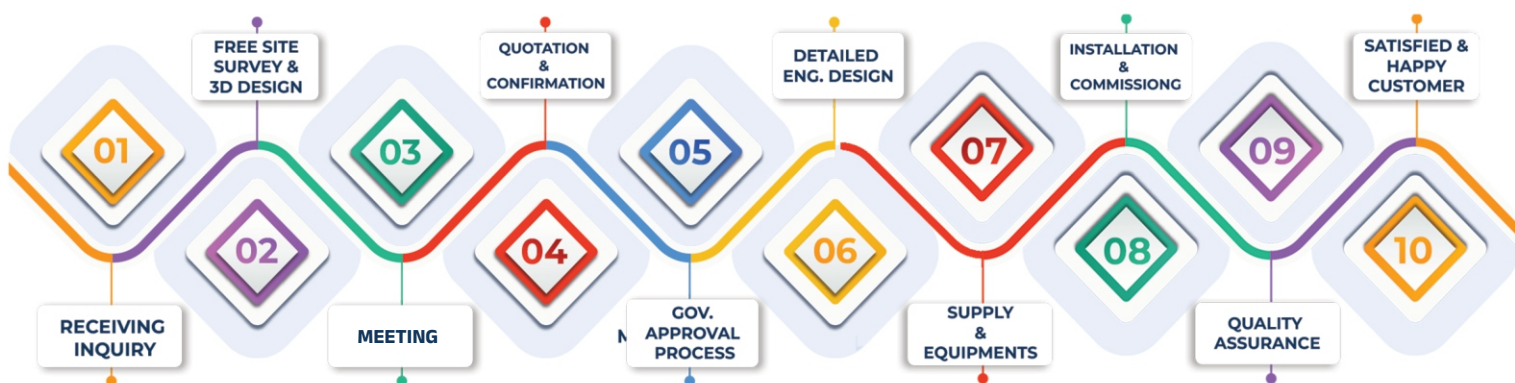 01
RECEIVING
INQUIRY
FREE SITE
SURVEY &
3D DESIGN
02
03
MEETING
QUOTATION
&
CONFIRMATION
04
05
GOV.
APPROVAL
PROCESS
DETAILED
ENG. DESIGN
06
07
SUPPLY
&
EQUIPMENTS
INSTALLATION
&
COMMISSIONG
08
09
QUALITY
ASSURANCE
SATISFIED &
HAPPY
CUSTOMER
10